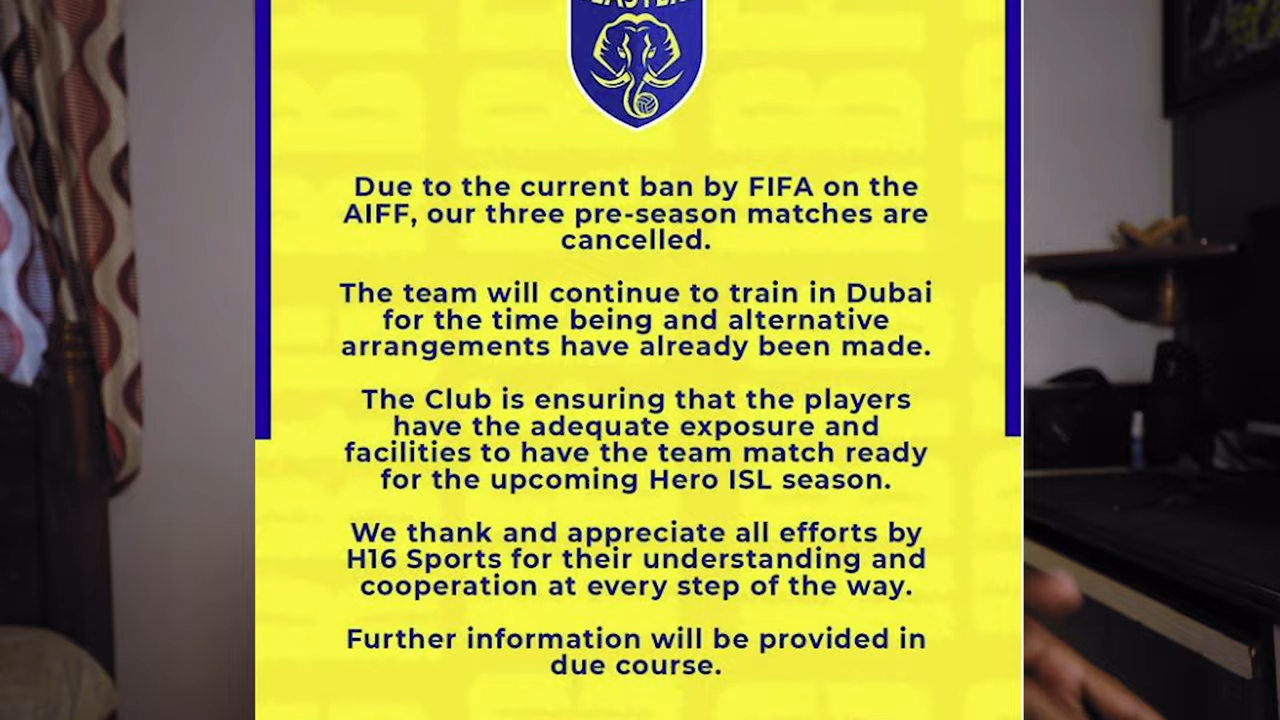 Due to the current ban by FIFA on the
AIFF, our three pre-season matches are
cancelled.
The team will continue to train in Dubai
for the time being and alternative
arrangements have already been made.
The Club is ensuring that the players
have the adequate exposure and
facilities to have the team match ready
for the upcoming Hero ISL season.
We thank and appreciate all efforts by
H16 Sports for their understanding and
cooperation at every step of the way.
Further information will be provided in
due course.